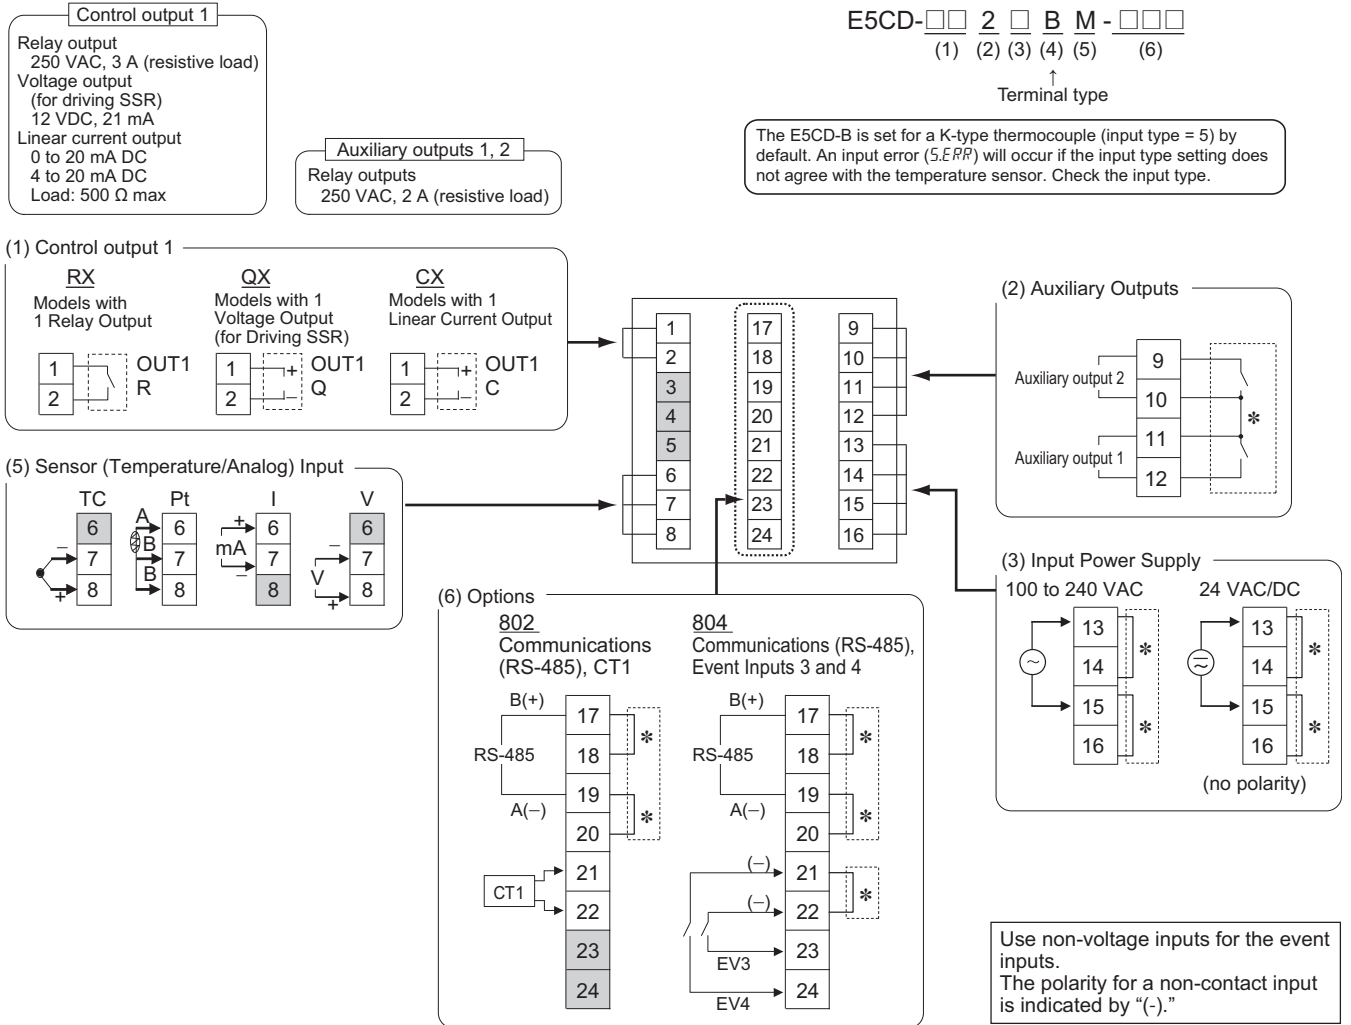 Control output 1
Relay output
250 VAC, 3 A (resistive load)
Voltage output
(for driving SSR)
12 VDC, 21 mA
Linear current output
0 to 20 mA DC
4 to 20 mA DC
Load: 500 Ω max
Auxiliary outputs 1, 2
Relay outputs
250 VAC, 2 A (resistive load)
E5CD-□□ 2 □ B M - □□□
(1) (2) (3) (4) (5) (6)
↑
Terminal type
The E5CD-B is set for a K-type thermocouple (input type = 5) by
default. An input error (S.ERR) will occur if the input type setting does
not agree with the temperature sensor. Check the input type.
(1) Control output 1
RX
Models with
1 Relay Output
1
2
OUT1
R
QX
Models with 1
Voltage Output
(for Driving SSR)
1
2
+
−
OUT1
Q
CX
Models with 1
Linear Current Output
1
2
+
−
OUT1
C
1
2
3
4
5
6
7
8
17
18
19
20
21
22
23
24
9
10
11
12
13
14
15
16
(2) Auxiliary Outputs
Auxiliary output 2
Auxiliary output 1
9
10
11
12
*
(5) Sensor (Temperature/Analog) Input
TC
6
7
8
−
+
Pt
A
B
B
6
7
8
I
+
mA
−
6
7
8
V
−
V
+
6
7
8
(3) Input Power Supply
100 to 240 VAC
13
14
15
16
*
*
24 VAC/DC
13
14
15
16
*
*
(no polarity)
(6) Options
802
Communications
(RS-485), CT1
B(+)
RS-485
A(−)
CT1
17
18
19
20
21
22
23
24
*
*
804
Communications (RS-485),
Event Inputs 3 and 4
B(+)
RS-485
A(−)
(−)
(−)
EV3
EV4
17
18
19
20
21
22
23
24
*
*
*
Use non-voltage inputs for the event
inputs.
The polarity for a non-contact input
is indicated by “(-).”